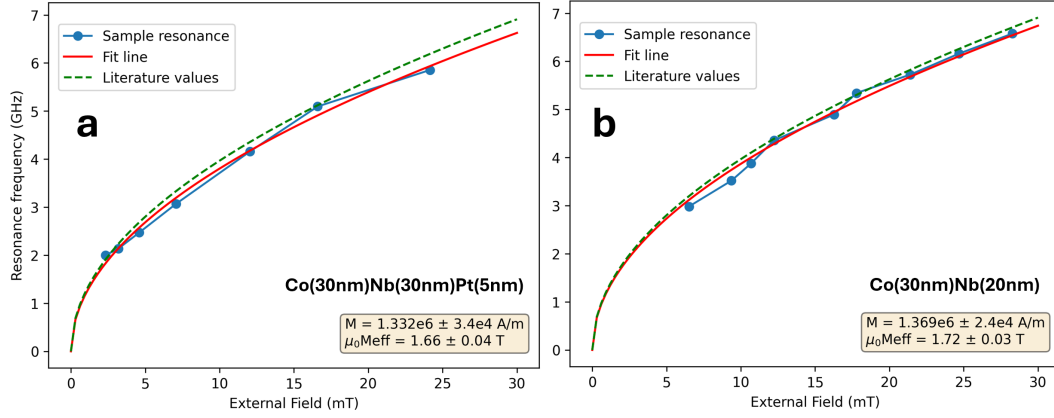 7
6
5
4
3
2
1
0
Resonance frequency (GHz)
Sample resonance
Fit line
Literature values
a
Co(30nm)Nb(30nm)Pt(5nm)
M = 1.332e6 ± 3.4e4 A/m
μ₀Meff = 1.66 ± 0.04 T
0 5 10 15 20 25 30
External Field (mT)
7
6
5
4
3
2
1
0
Sample resonance
Fit line
Literature values
b
Co(30nm)Nb(20nm)
M = 1.369e6 ± 2.4e4 A/m
μ₀Meff = 1.72 ± 0.03 T
0 5 10 15 20 25 30
External Field (mT)